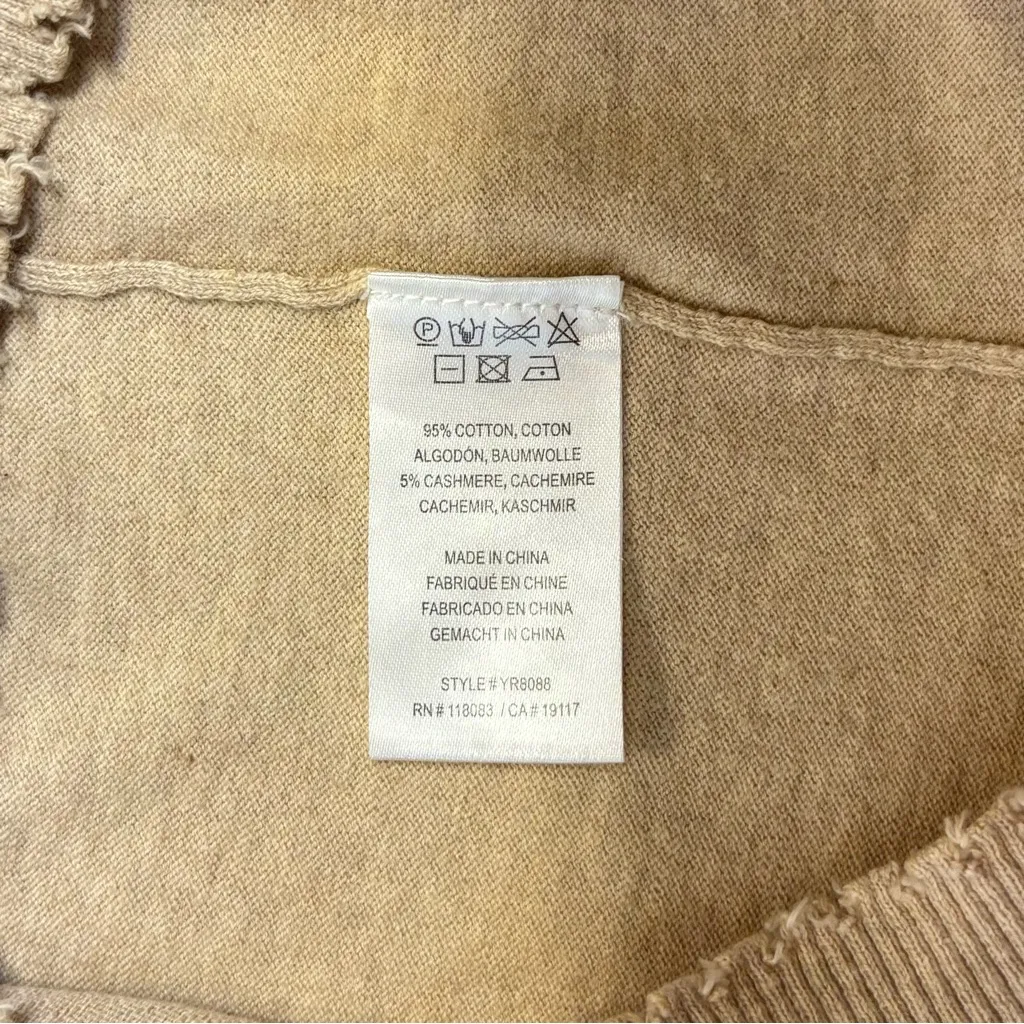 P
95% COTTON, COTON
ALGODÓN, BAUMWOLLE
5% CASHMERE, CACHEMIRE
CACHEMIR, KASCHMIR
MADE IN CHINA
FABRIQUÉ EN CHINE
FABRICADO EN CHINA
GEMACHT IN CHINA
STYLE # YR8088
RN # 118083 / CA # 19117